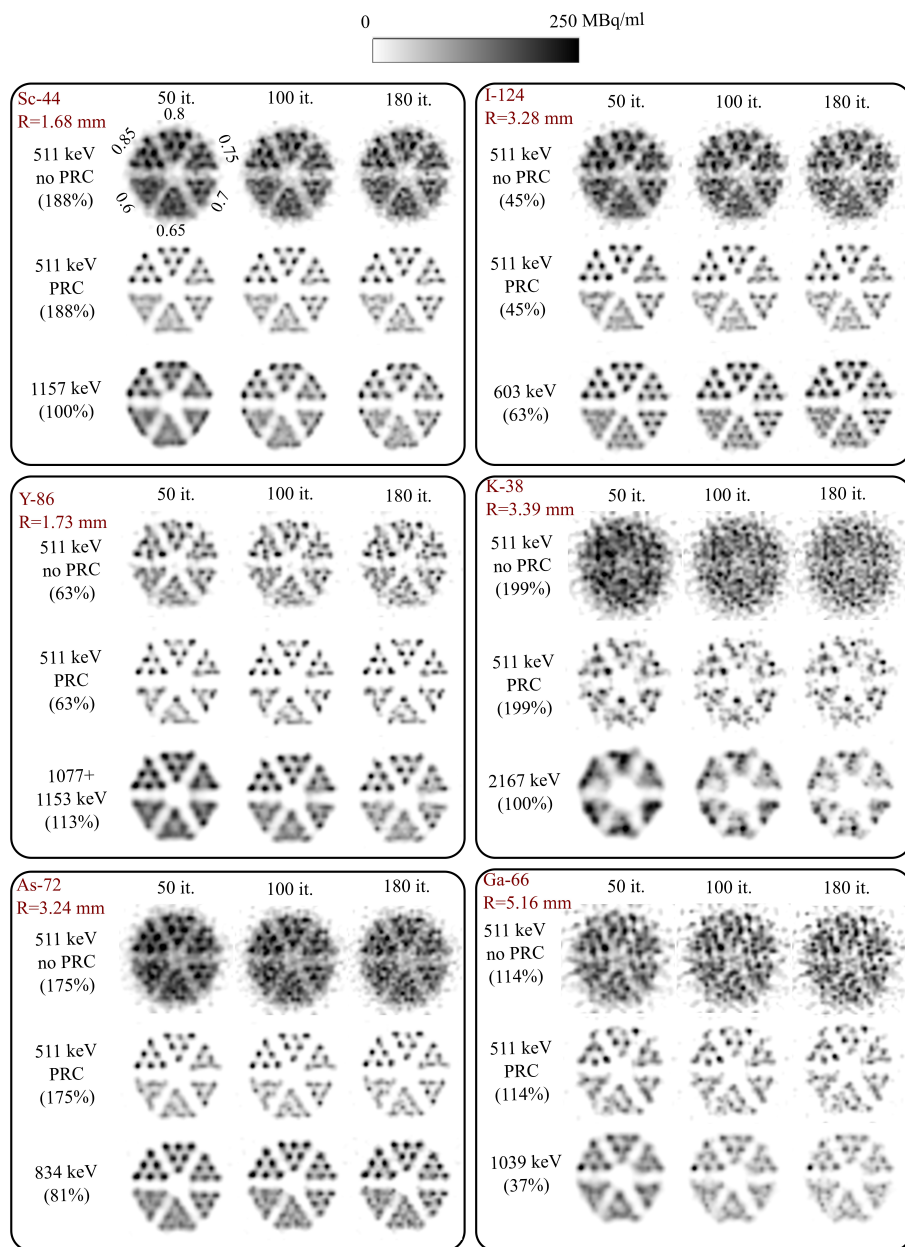 0
250 MBq/ml
Sc-44
R=1.68 mm
50 it.
100 it.
180 it.
0.8
0.85
0.75
0.6
0.7
0.65
511 keV
no PRC
(188%)
511 keV
PRC
(188%)
1157 keV
(100%)
I-124
R=3.28 mm
50 it.
100 it.
180 it.
511 keV
no PRC
(45%)
511 keV
PRC
(45%)
603 keV
(63%)
Y-86
R=1.73 mm
50 it.
100 it.
180 it.
511 keV
no PRC
(63%)
511 keV
PRC
(63%)
1077+
1153 keV
(113%)
K-38
R=3.39 mm
50 it.
100 it.
180 it.
511 keV
no PRC
(199%)
511 keV
PRC
(199%)
2167 keV
(100%)
As-72
R=3.24 mm
50 it.
100 it.
180 it.
511 keV
no PRC
(175%)
511 keV
PRC
(175%)
834 keV
(81%)
Ga-66
R=5.16 mm
50 it.
100 it.
180 it.
511 keV
no PRC
(114%)
511 keV
PRC
(114%)
1039 keV
(37%)